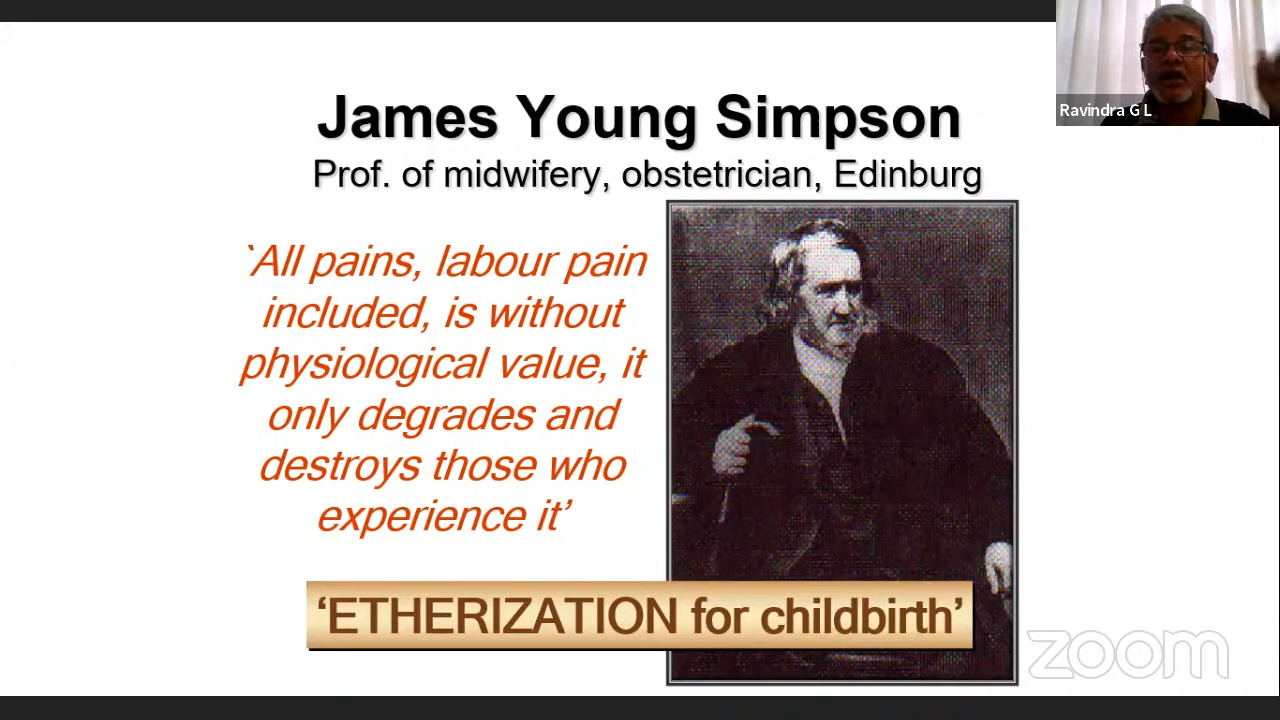 James Young Simpson
Prof. of midwifery, obstetrician, Edinburg
Ravindra G L
`All pains, labour pain
included, is without
physiological value, it
only degrades and
destroys those who
experience it’
‘ETHERIZATION for childbirth’
zoom